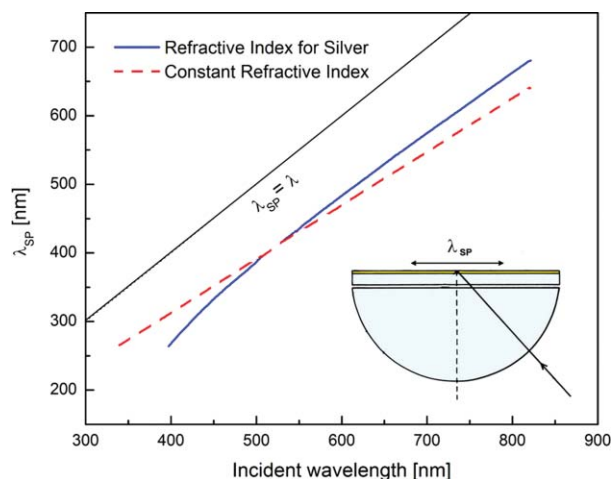 Refractive Index for Silver
Constant Refractive Index
λSP = λ
λSP
λSP [nm]
700
600
500
400
300
200
300 400 500 600 700 800 900
Incident wavelength [nm]